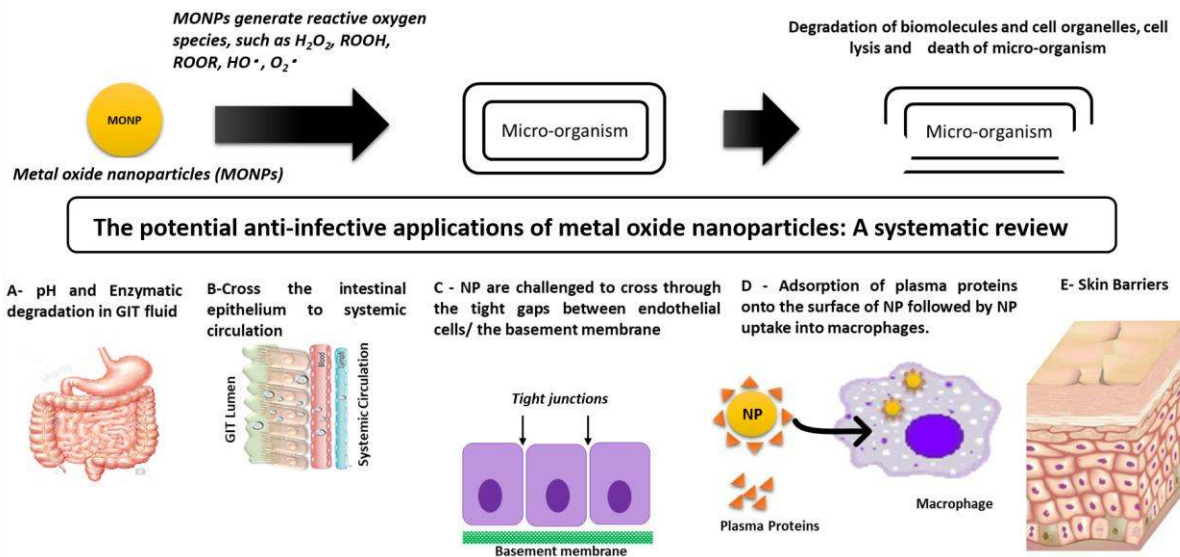 MONPs generate reactive oxygen
species, such as H₂O₂, ROOH,
ROOR, HO•, O₂•
Degradation of biomolecules and cell organelles, cell
lysis and death of micro-organism
MONP
Micro-organism
Micro-organism
Metal oxide nanoparticles (MONPs)
The potential anti-infective applications of metal oxide nanoparticles: A systematic review
A- pH and Enzymatic
degradation in GIT fluid
B-Cross the intestinal
epithelium to systemic
circulation
C - NP are challenged to cross through
the tight gaps between endothelial
cells/ the basement membrane
D - Adsorption of plasma proteins
onto the surface of NP followed by NP
uptake into macrophages.
E- Skin Barriers
GIT Lumen
Blood
Lymph
Systemic Circulation
Tight junctions
Basement membrane
NP
Plasma Proteins
Macrophage